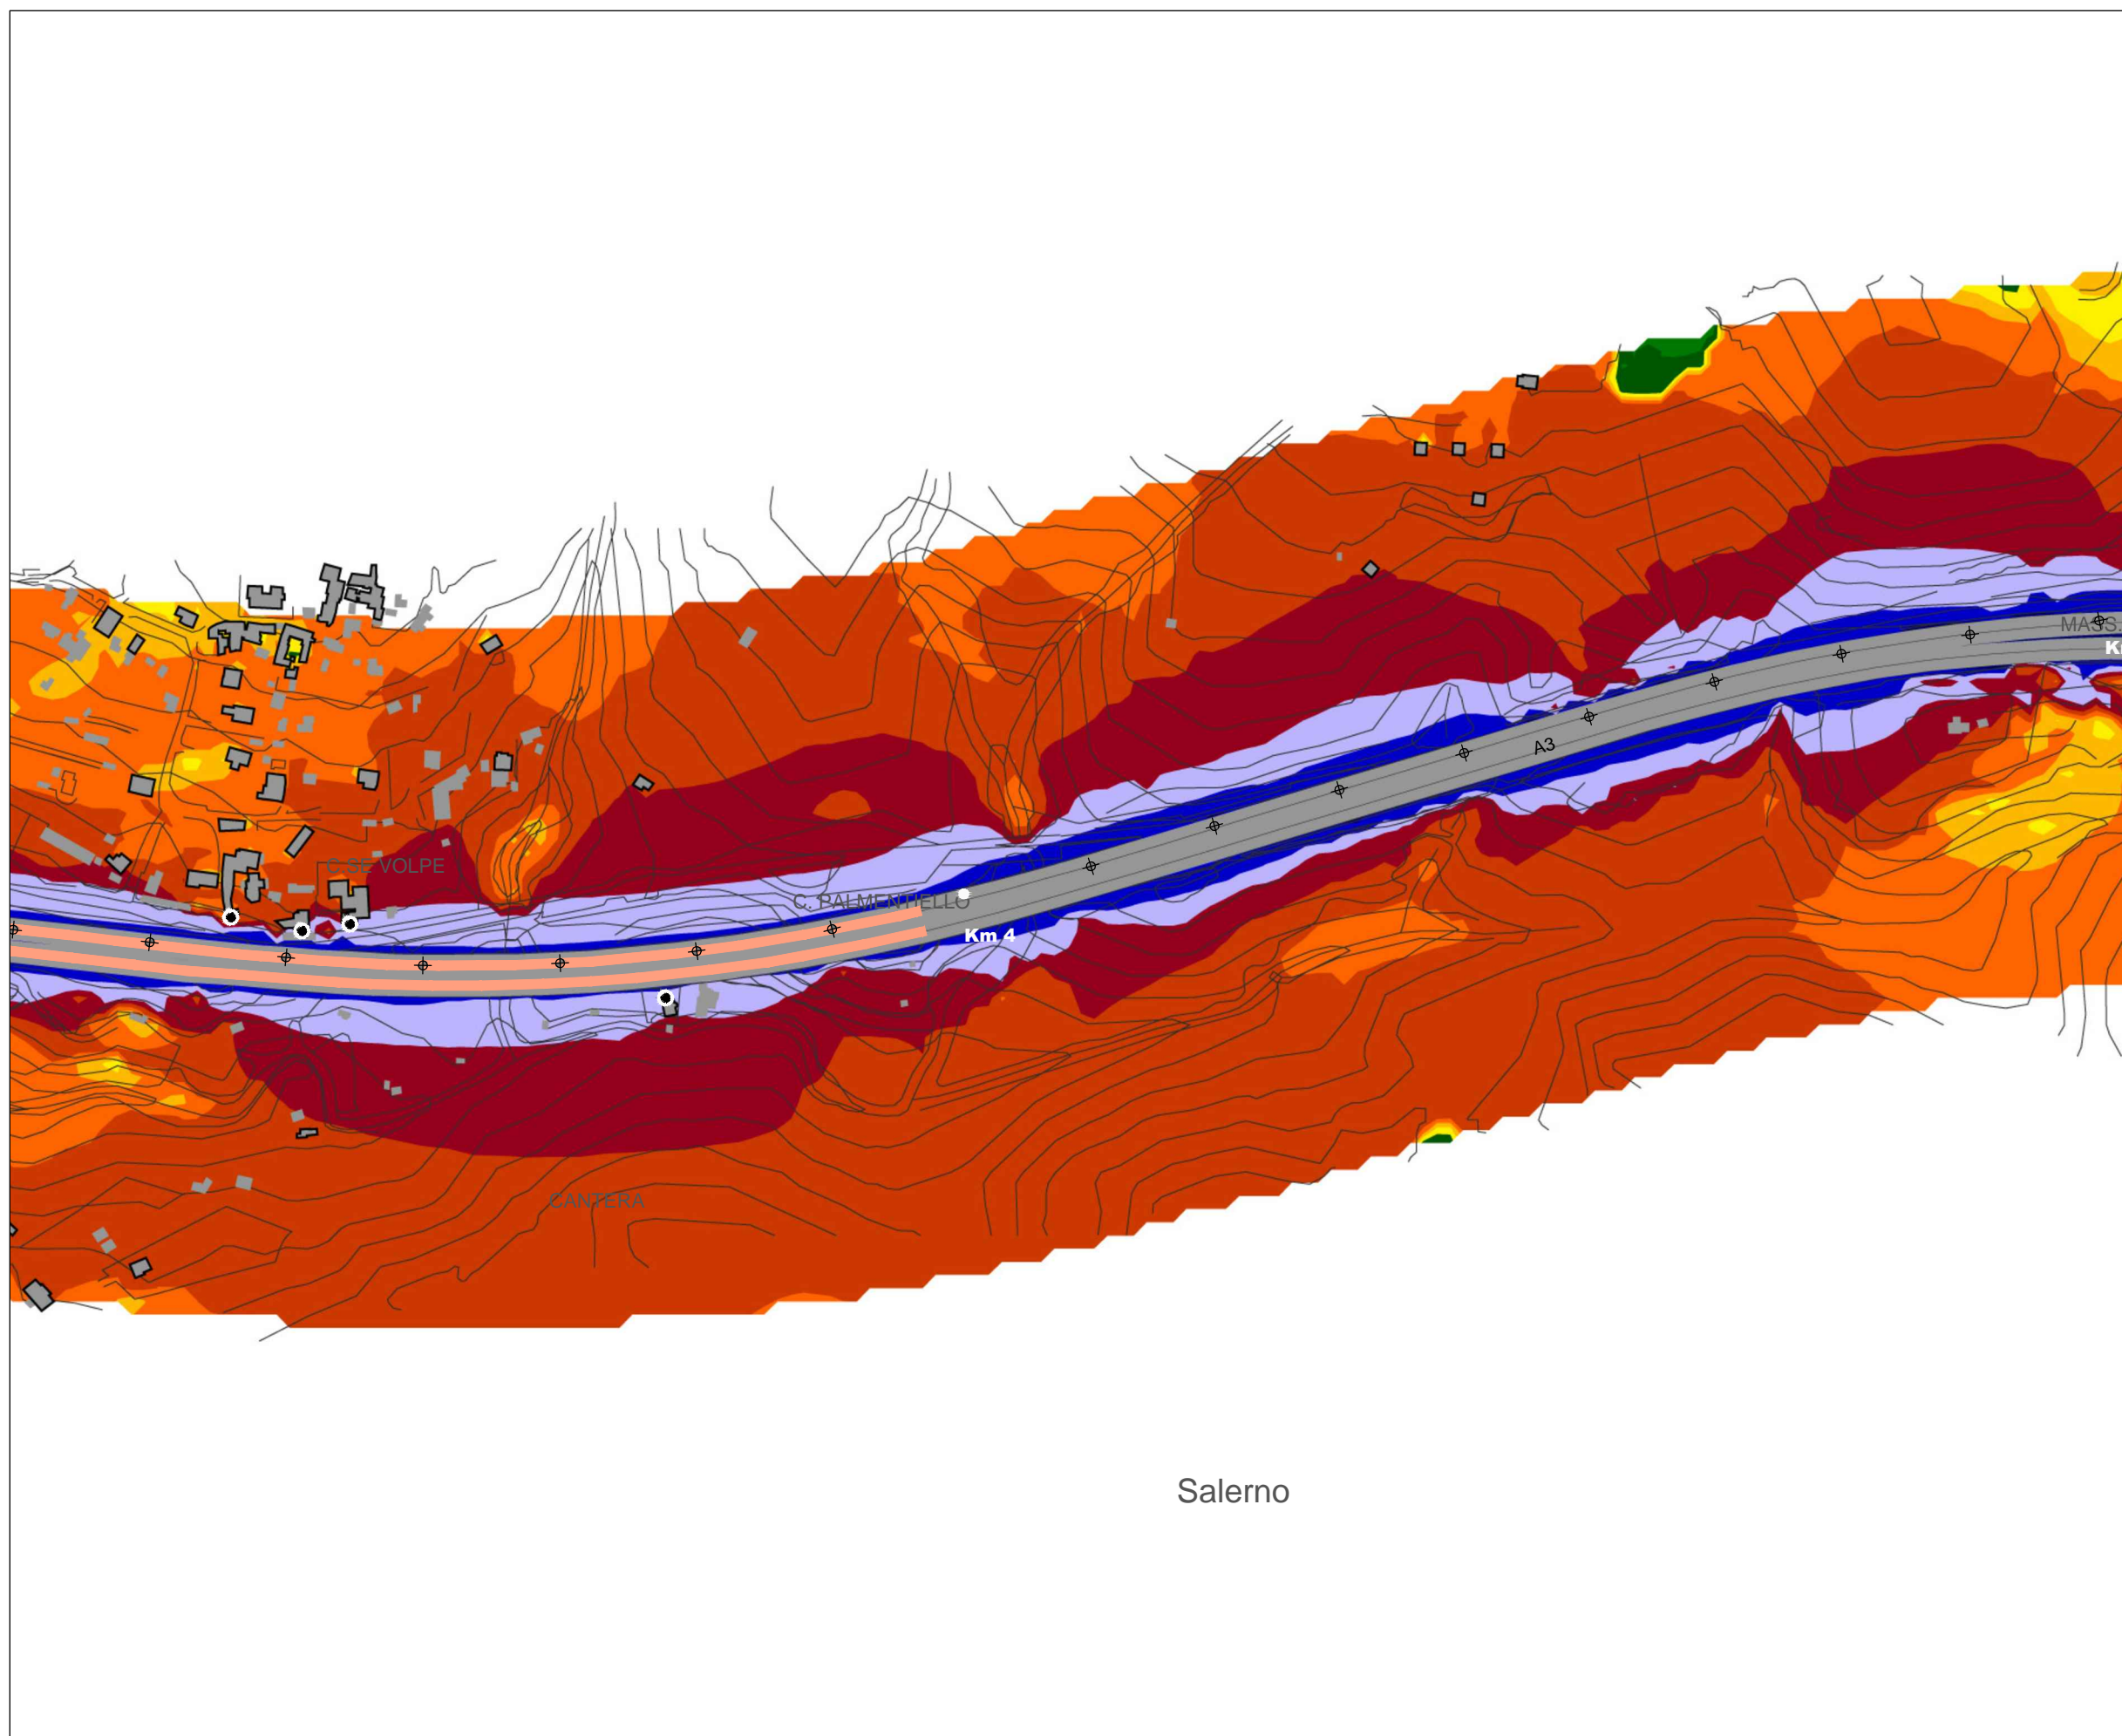 MASS.
A3
C.SE VOLPE
C. PALMENTIELLO
Km 4
CANTERA
Salerno